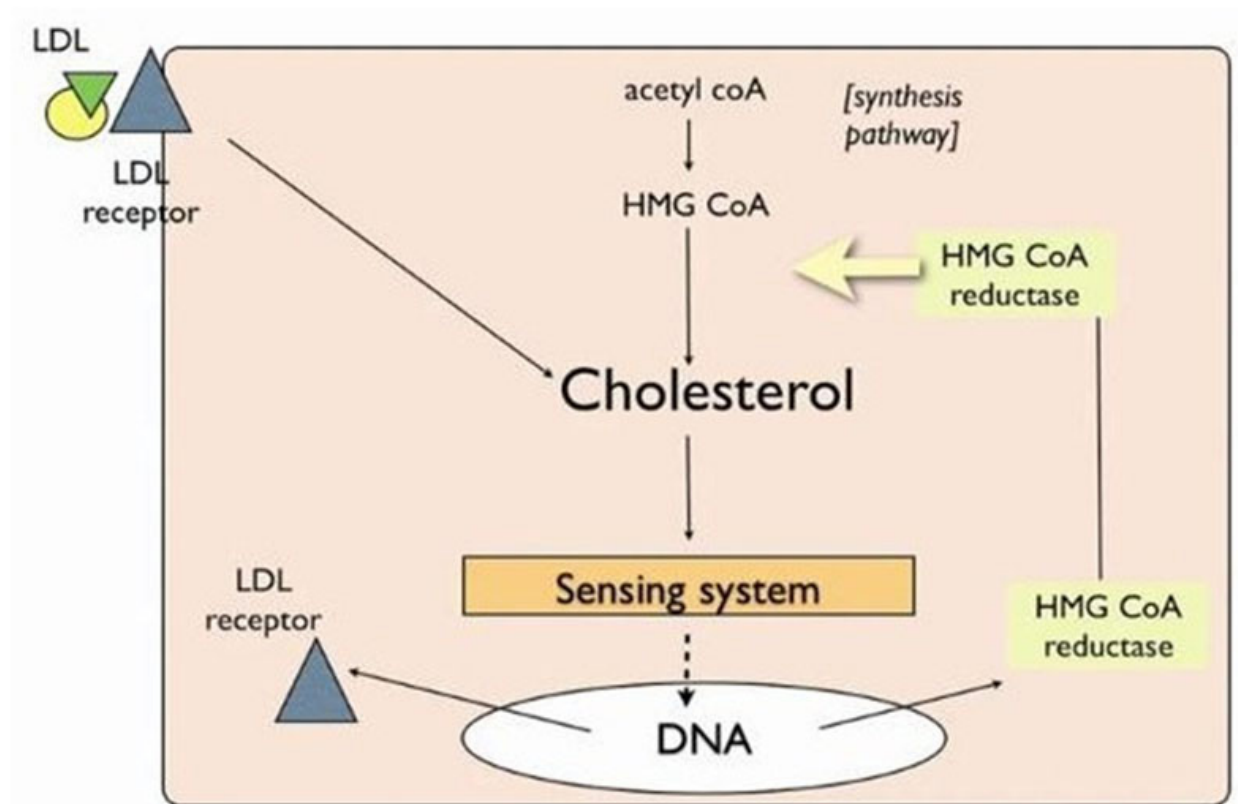 LDL
LDL
receptor
acetyl coA
[synthesis
pathway]
HMG CoA
HMG CoA
reductase
Cholesterol
Sensing system
LDL
receptor
HMG CoA
reductase
DNA